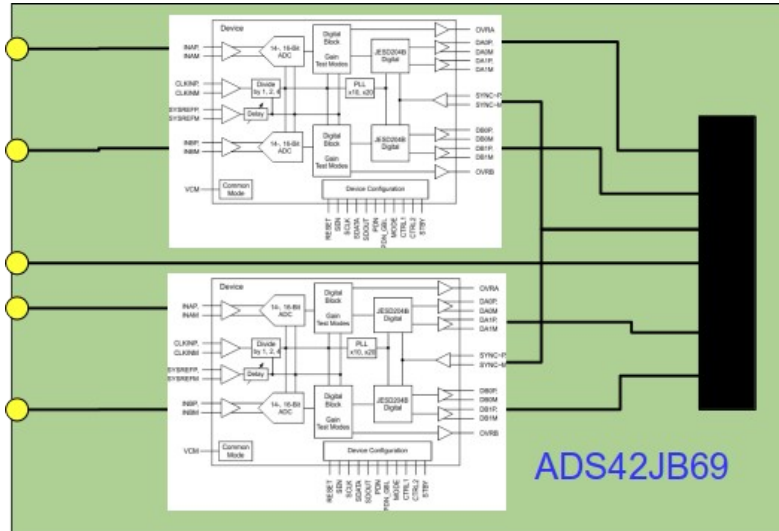 Device
OVRA
Digital
Block
Gain
Test Modes
INAP,
INAM
14-, 16-Bit
ADC
JESD204B
Digital
DA0P,
DA0M
DA1P,
DA1M
CLKINP,
CLKINM
Divide
by 1, 2, 4
PLL
x10, x20
SYNC~P,
SYNC~M
SYSREFP,
SYSREFM
Delay
INBP,
INBM
14-, 16-Bit
ADC
Digital
Block
Gain
Test Modes
JESD204B
Digital
DB0P,
DB0M
DB1P,
DB1M
OVRB
VCM
Common
Mode
Device Configuration
RESET
SEN
SCLK
SDATA
SDOUT
PDN
PDN_GBL
MODE
CTRL1
CTRL2
STBY
Device
OVRA
Digital
Block
Gain
Test Modes
INAP,
INAM
14-, 16-Bit
ADC
JESD204B
Digital
DA0P,
DA0M
DA1P,
DA1M
CLKINP,
CLKINM
Divide
by 1, 2, 4
PLL
x10, x20
SYNC~P,
SYNC~M
SYSREFP,
SYSREFM
Delay
INBP,
INBM
14-, 16-Bit
ADC
Digital
Block
Gain
Test Modes
JESD204B
Digital
DB0P,
DB0M
DB1P,
DB1M
OVRB
VCM
Common
Mode
Device Configuration
RESET
SEN
SCLK
SDATA
SDOUT
PDN
PDN_GBL
MODE
CTRL1
CTRL2
STBY
ADS42JB69